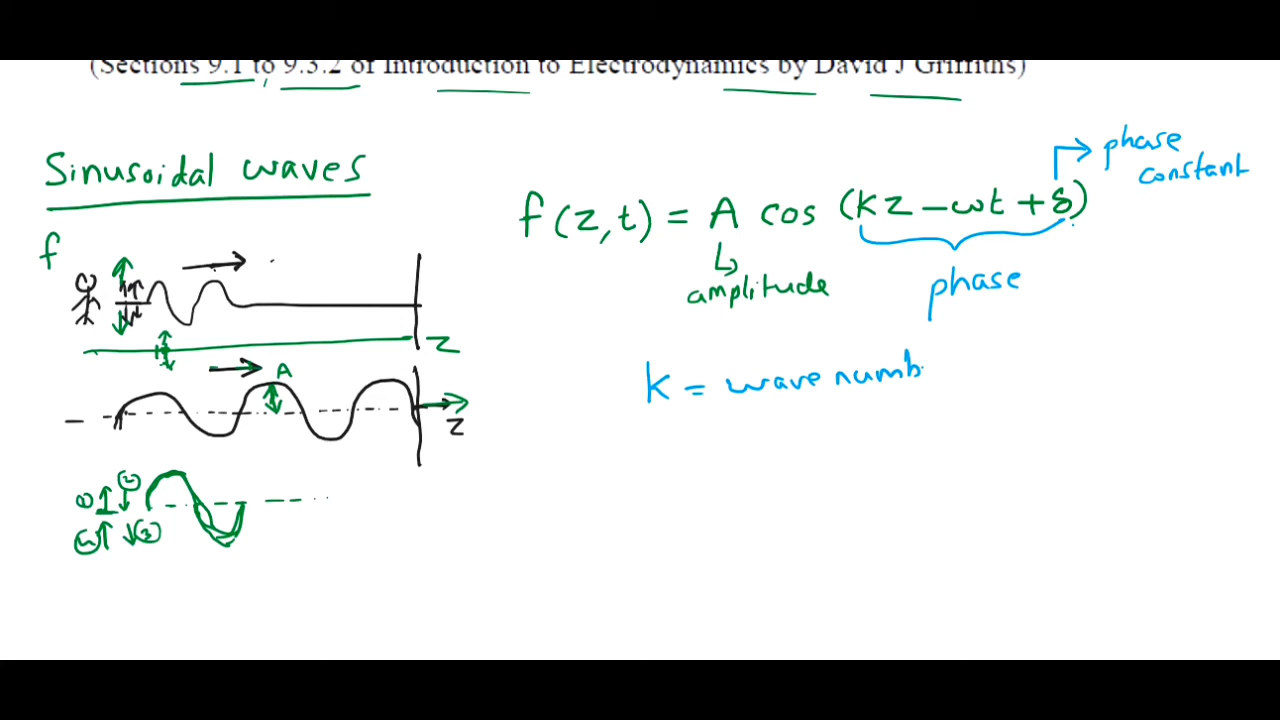 (Sections 9.1 to 9.3.2 of Introduction to Electrodynamics by David J Griffiths)
Sinusoidal waves
f
z
A
z
f(z,t) = A cos (kz - ωt + δ)
phase
constant
amplitude
phase
k = wave numb